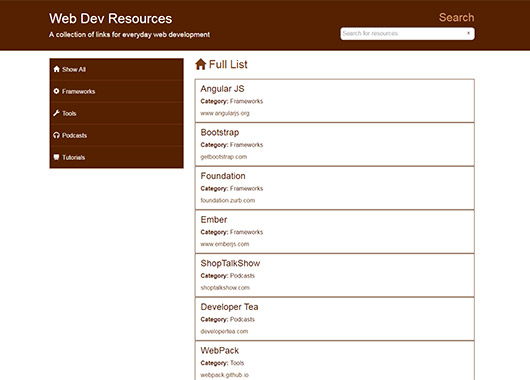 Web Dev Resources
A collection of links for everyday web development
Search
Search for resources x
Show All
Frameworks
Tools
Podcasts
Tutorials
Full List
Angular JS
Category: Frameworks
www.angularjs.org
Bootstrap
Category: Frameworks
getbootstrap.com
Foundation
Category: Frameworks
foundation.zurb.com
Ember
Category: Frameworks
www.emberjs.com
ShopTalkShow
Category: Podcasts
shoptalkshow.com
Developer Tea
Category: Podcasts
developertea.com
WebPack
Category: Tools
webpack.github.io